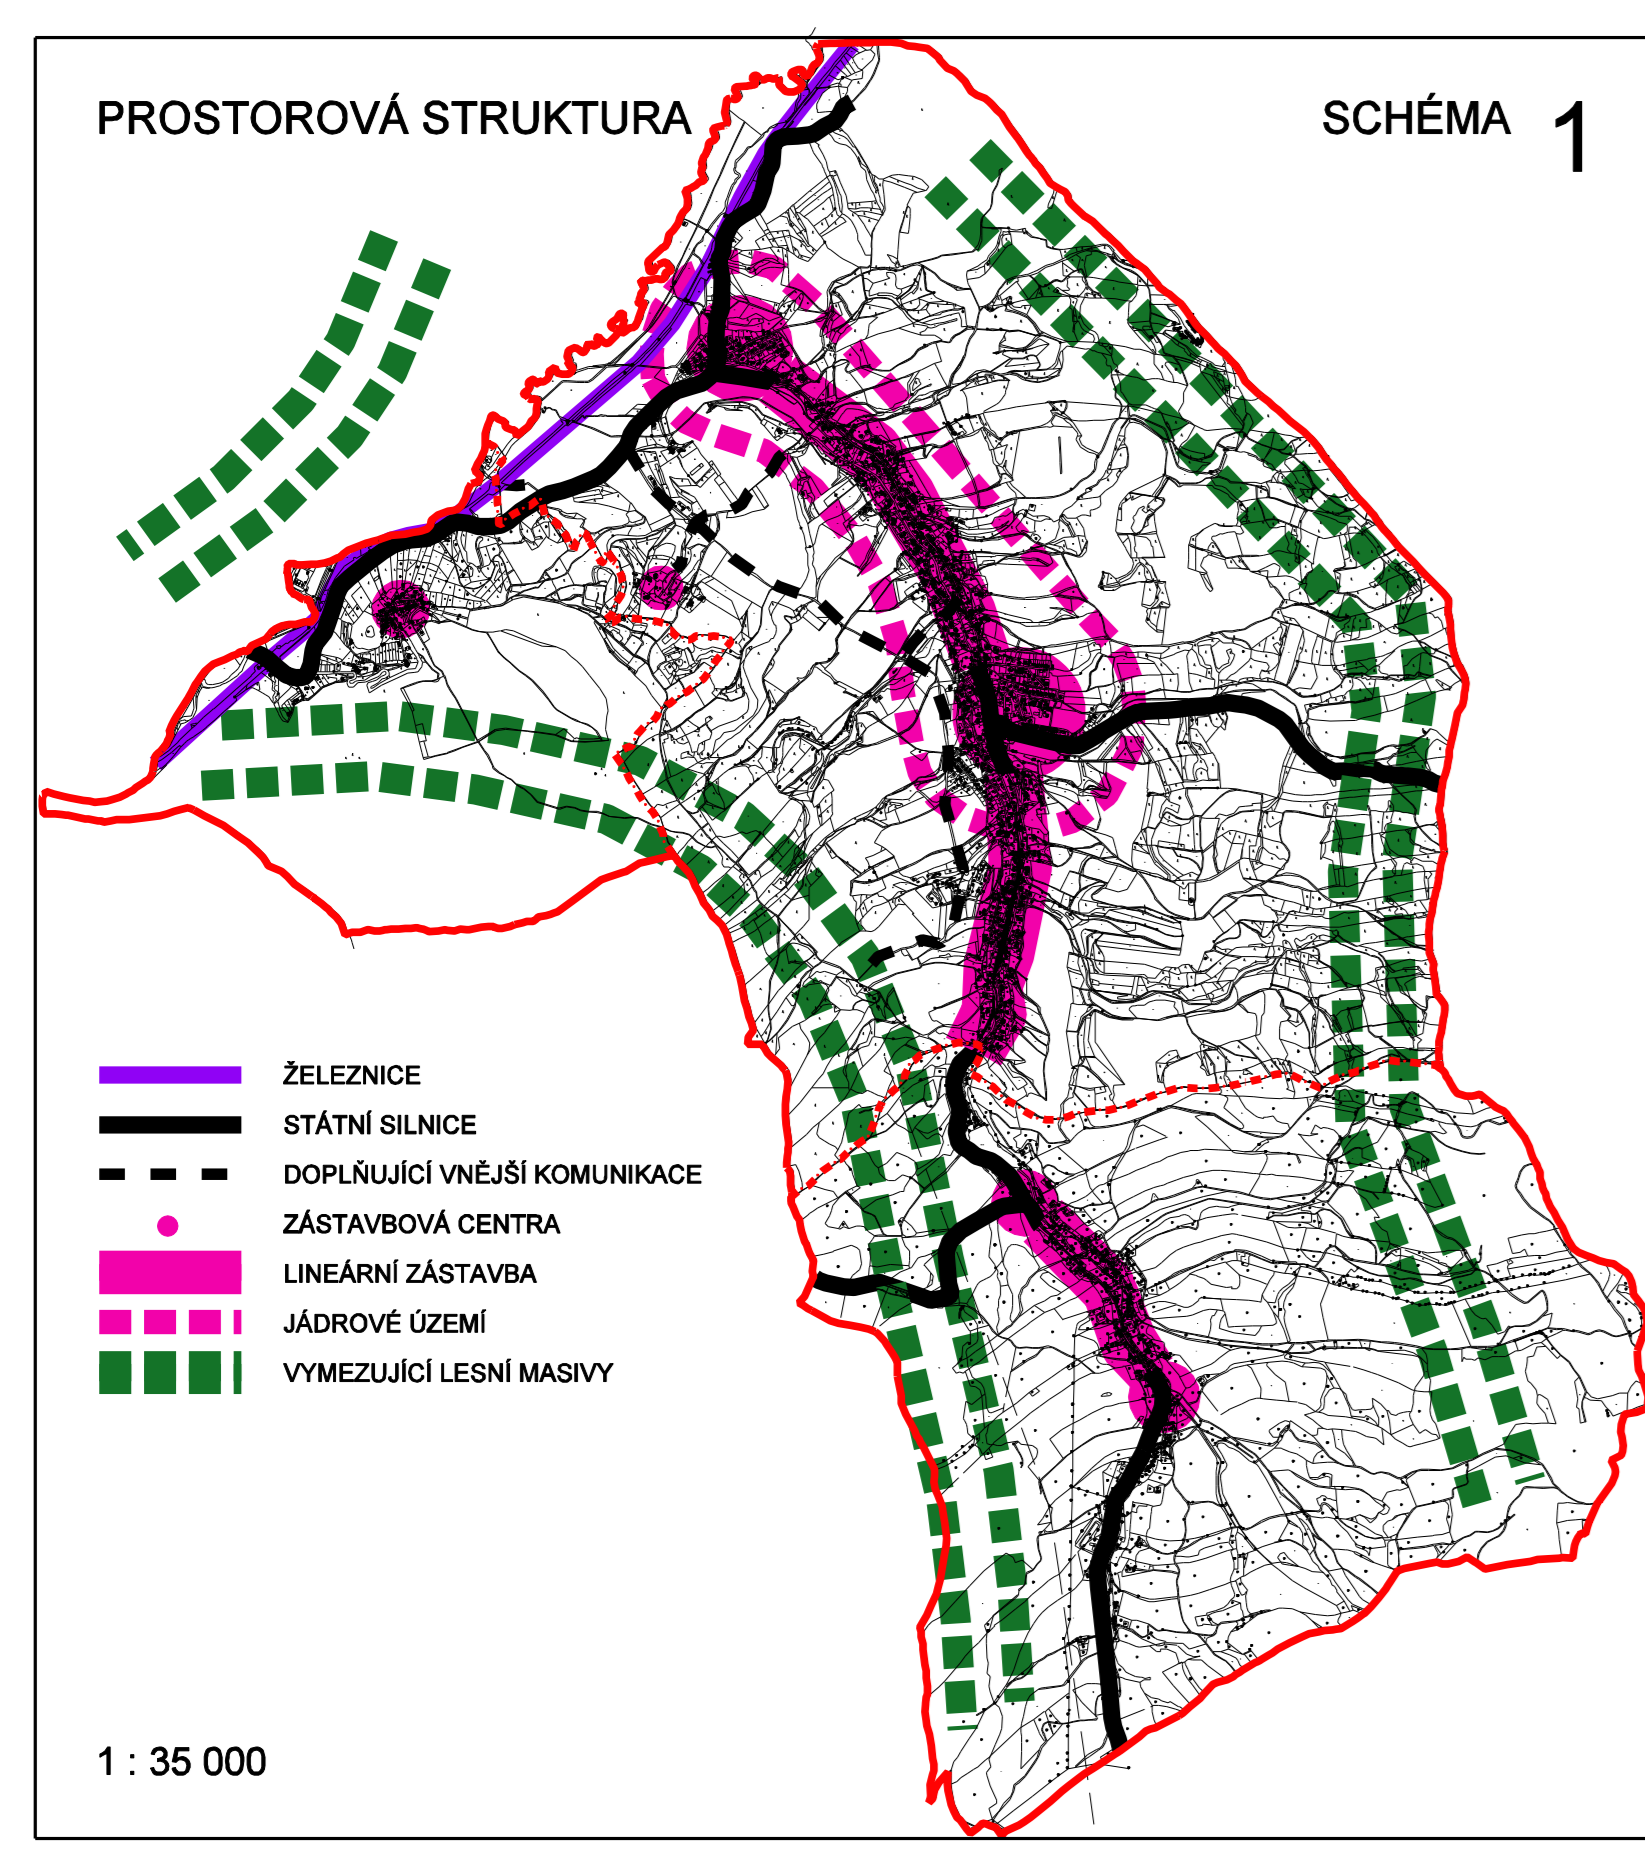 PROSTOROVÁ STRUKTURA
SCHÉMA 1
ŽELEZNICE
STÁTNÍ SILNICE
DOPLŇUJÍCÍ VNĚJŠÍ KOMUNIKACE
ZÁSTAVBOVÁ CENTRA
LINEÁRNÍ ZÁSTAVBA
JÁDROVÉ ÚZEMÍ
VYMEZUJÍCÍ LESNÍ MASIVY
1 : 35 000